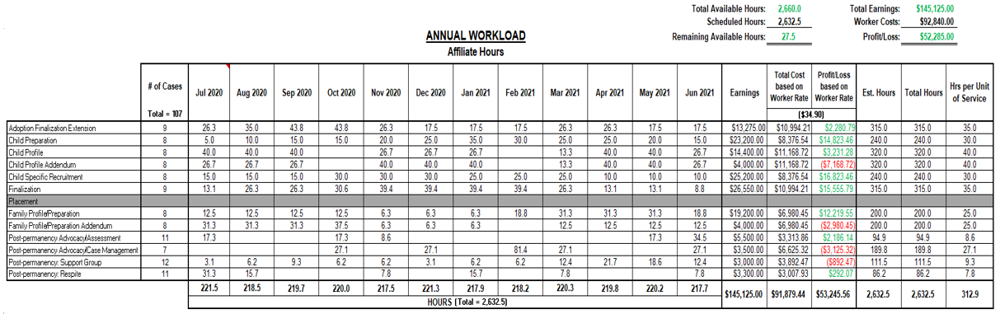 Total Available Hours: 2,660.0 Total Earnings: $145,125.00
Scheduled Hours: 2,632.5 Worker Costs: $92,840.00
Remaining Available Hours: 27.5 Profit/Loss: $52,285.00
ANNUAL WORKLOAD
Affiliate Hours
# of Cases Jul 2020 Aug 2020 Sep 2020 Oct 2020 Nov 2020 Dec 2020 Jan 2021 Feb 2021 Mar 2021 Apr 2021 May 2021 Jun 2021 Earnings Total Cost based on Worker Rate Profit/Loss based on Worker Rate Est. Hours Total Hours Hrs per Unit of Service
Total = 107 ($34.90)
Adoption Finalization Extension 9 26.3 35.0 43.8 43.8 26.3 17.5 17.5 17.5 26.3 26.3 17.5 17.5 $13,275.00 $10,994.21 $2,280.79 315.0 315.0 35.0
Child Preparation 8 5.0 10.0 15.0 15.0 20.0 25.0 35.0 30.0 25.0 25.0 20.0 15.0 $23,200.00 $8,376.54 $14,823.46 240.0 240.0 30.0
Child Profile 8 40.0 40.0 40.0 26.7 26.7 26.7 13.3 40.0 40.0 26.7 $14,400.00 $11,168.72 $3,231.28 320.0 320.0 40.0
Child Profile Addendum 8 26.7 26.7 26.7 40.0 40.0 40.0 13.3 40.0 40.0 26.7 $4,000.00 $11,168.72 ($7,168.72) 320.0 320.0 40.0
Child Specific Recruitment 8 15.0 15.0 15.0 30.0 30.0 30.0 25.0 25.0 25.0 10.0 10.0 10.0 $25,200.00 $8,376.54 $16,823.46 240.0 240.0 30.0
Finalization 9 13.1 26.3 26.3 30.6 39.4 39.4 39.4 39.4 26.3 13.1 13.1 8.8 $26,550.00 $10,994.21 $15,555.79 315.0 315.0 35.0
Placement
Family Profile/Preparation 8 12.5 12.5 12.5 12.5 6.3 6.3 6.3 18.8 31.3 31.3 31.3 18.8 $19,200.00 $6,980.45 $12,219.55 200.0 200.0 25.0
Family Profile/Preparation Addendum 8 31.3 31.3 31.3 37.5 6.3 6.3 6.3 12.5 12.5 12.5 12.5 $4,000.00 $6,980.45 ($2,980.45) 200.0 200.0 25.0
Post-permanency Advocacy/Assessment 11 17.3 17.3 8.6 17.3 34.5 $5,500.00 $3,313.86 $2,186.14 94.9 94.9 8.6
Post-permanency Advocacy/Case Management 7 27.1 27.1 81.4 27.1 27.1 $3,500.00 $6,625.32 ($3,125.32) 189.8 189.8 27.1
Post-permanency: Support Group 12 3.1 6.2 9.3 6.2 6.2 3.1 6.2 6.2 12.4 21.7 18.6 12.4 $3,000.00 $3,892.47 ($892.47) 111.5 111.5 9.3
Post-permanency: Respite 11 31.3 15.7 7.8 15.7 7.8 7.8 $3,300.00 $3,007.93 $292.07 86.2 86.2 7.8
221.5 218.5 219.7 220.0 217.5 221.3 217.9 218.2 220.3 219.8 220.2 217.7 $145,125.00 $91,879.44 $53,245.56 2,632.5 2,632.5 312.9
HOURS (Total = 2,632.5)